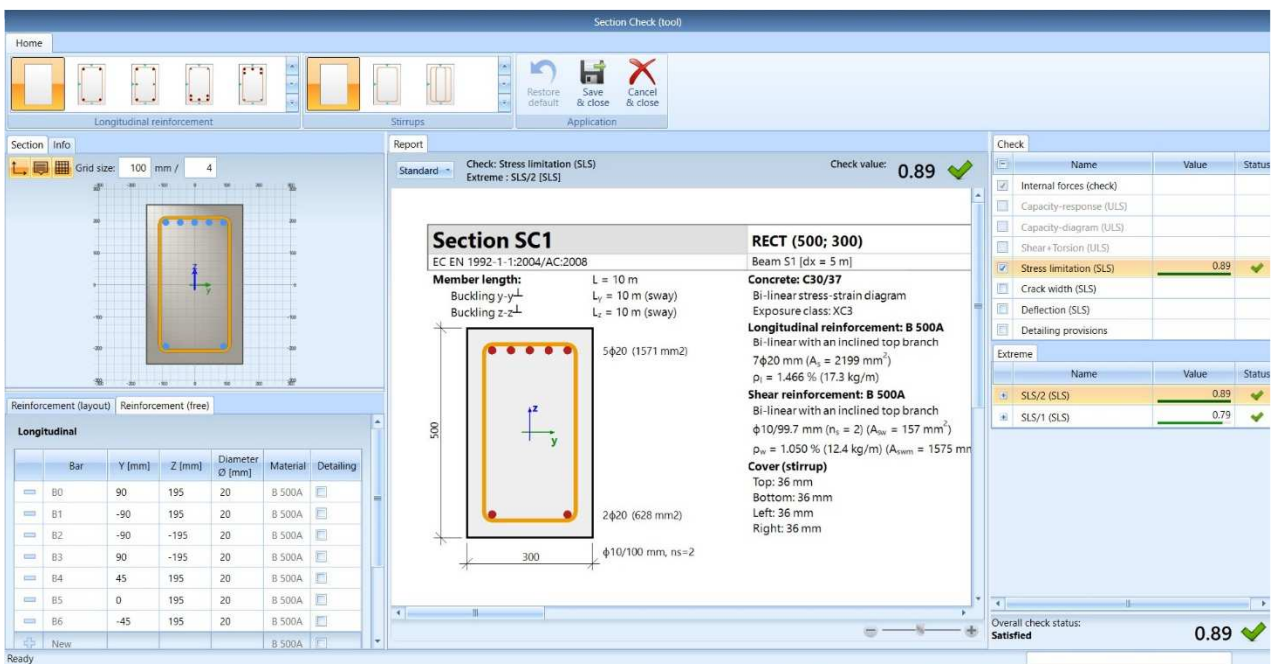 Section Check (tool)
Home
Restore default
Save & close
Cancel & close
Longitudinal reinforcement
Stirrups
Application
Section Info
Grid size: 100 mm / 4
Reinforcement (layout) Reinforcement (free)
Longitudinal
Bar Y [mm] Z [mm] Diameter Ø [mm] Material Detailing
B0 90 195 20 B 500A
B1 -90 195 20 B 500A
B2 -90 -195 20 B 500A
B3 90 -195 20 B 500A
B4 45 195 20 B 500A
B5 0 195 20 B 500A
B6 -45 195 20 B 500A
New B 500A
Ready
Report
Standard
Check: Stress limitation (SLS)
Extreme : SLS/2 [SLS]
Check value: 0.89
Section SC1
EC EN 1992-1-1:2004/AC:2008
Member length: L = 10 m
Buckling y-y┴ Ly = 10 m (sway)
Buckling z-z┴ Lz = 10 m (sway)
5ϕ20 (1571 mm2)
z
y
500
2ϕ20 (628 mm2)
300
ϕ10/100 mm, ns=2
RECT (500; 300)
Beam S1 [dx = 5 m]
Concrete: C30/37
Bi-linear stress-strain diagram
Exposure class: XC3
Longitudinal reinforcement: B 500A
Bi-linear with an inclined top branch
7ϕ20 mm (As = 2199 mm²)
ρl = 1.466 % (17.3 kg/m)
Shear reinforcement: B 500A
Bi-linear with an inclined top branch
ϕ10/99.7 mm (ns = 2) (Asw = 157 mm²)
ρw = 1.050 % (12.4 kg/m) (Aswm = 1575 mm
Cover (stirrup)
Top: 36 mm
Bottom: 36 mm
Left: 36 mm
Right: 36 mm
Check
Name Value Status
Internal forces (check)
Capacity-response (ULS)
Capacity-diagram (ULS)
Shear+Torsion (ULS)
Stress limitation (SLS) 0.89
Crack width (SLS)
Deflection (SLS)
Detailing provisions
Extreme
Name Value Status
SLS/2 (SLS) 0.89
SLS/1 (SLS) 0.79
Overall check status:
Satisfied 0.89